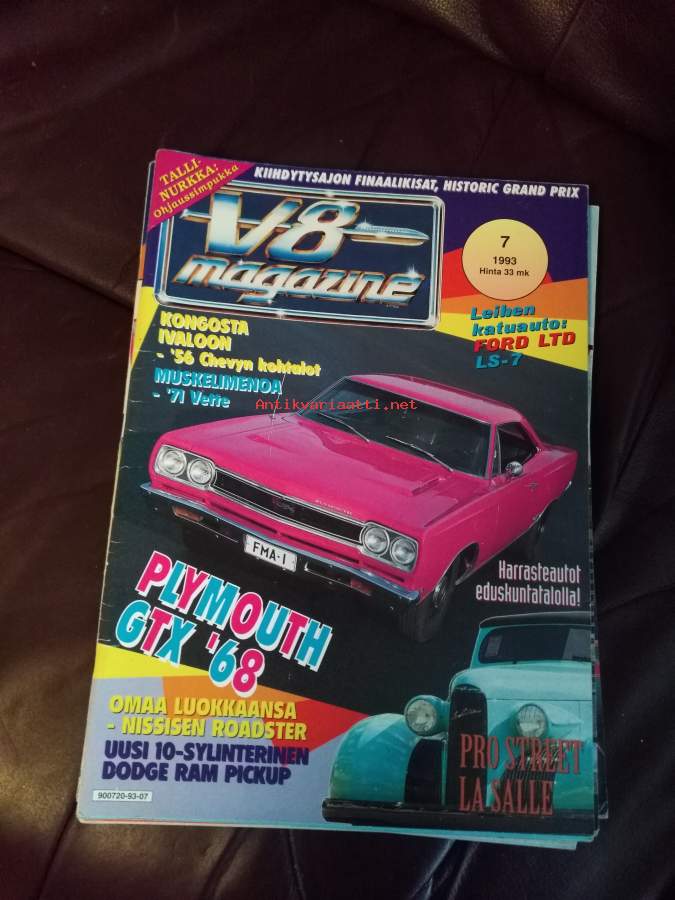 TALLI-
NURKKA:
Ohjaussimpukka
KIIHDYTYSAJON FINAALIKISAT, HISTORIC GRAND PRIX
V8
magazine
7
1993
Hinta 33 mk
KONGOSTA
IVALOON
- '56 Chevyn kohtalot
MUSKELIMENOA
- '71 Vette
Leihen
katuauto:
FORD LTD
LS-7
Antikvariaatti.net
PLYMOUTH
FMA-1
Harrasteautot
eduskuntatalolla!
PLYMOUTH
GTX '68
OMAA LUOKKAANSA
- NISSISEN ROADSTER
UUSI 10-SYLINTERINEN
DODGE RAM PICKUP
PRO STREET
LA SALLE
900720-93-07